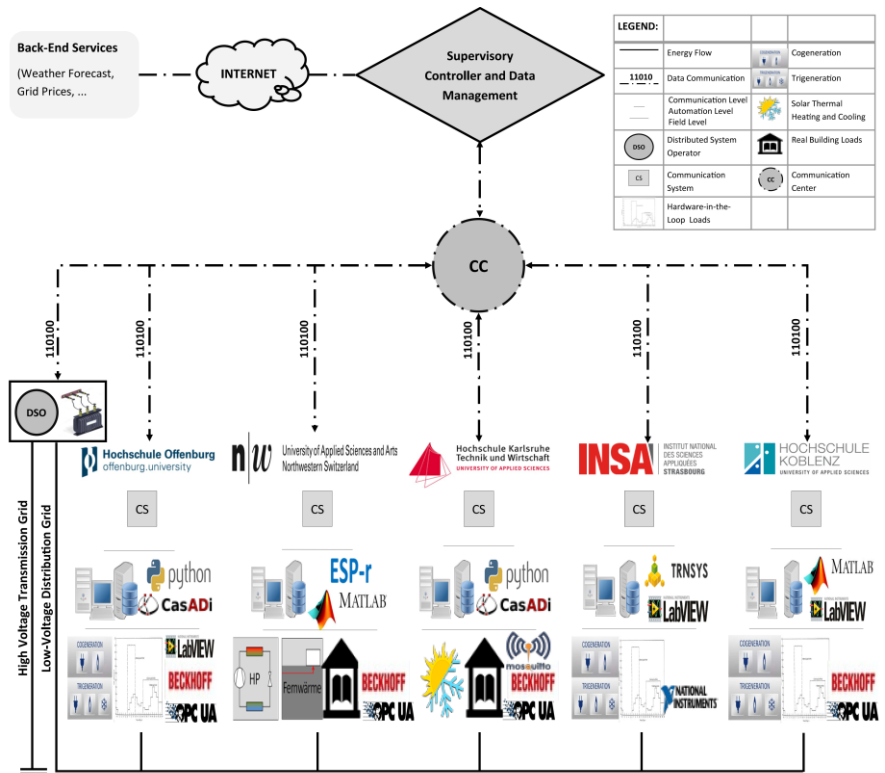 Back-End Services
(Weather Forecast,
Grid Prices, ...
INTERNET
Supervisory
Controller and Data
Management
LEGEND:
Energy Flow
COGENERATION
Cogeneration
11010
Data Communication
TRIGENERATION
Trigeneration
Communication Level
Automation Level
Field Level
Solar Thermal
Heating and Cooling
DSO
Distributed System
Operator
Real Building Loads
CS
Communication
System
CC
Communication
Center
Hardware-in-the-
Loop Loads
CC
110100
110100
110100
110100
110100
110100
DSO
Hochschule Offenburg
offenburg.university
n|w
University of Applied Sciences and Arts
Northwestern Switzerland
Hochschule Karlsruhe
Technik und Wirtschaft
UNIVERSITY OF APPLIED SCIENCES
INSA
INSTITUT NATIONAL
DES SCIENCES
APPLIQUÉES
STRASBOURG
HOCHSCHULE
KOBLENZ
UNIVERSITY OF APPLIED SCIENCES
CS
CS
CS
CS
CS
python
CasADi
ESP-r
MATLAB
python
CasADi
TRNSYS
LabVIEW
MATLAB
LabVIEW
High Voltage Transmission Grid
Low-Voltage Distribution Grid
COGENERATION
TRIGENERATION
LabVIEW
BECKHOFF
OPC UA
HP
Fernwärme
BECKHOFF
OPC UA
mosquitto
BECKHOFF
OPC UA
COGENERATION
TRIGENERATION
NATIONAL
INSTRUMENTS
COGENERATION
TRIGENERATION
BECKHOFF
OPC UA